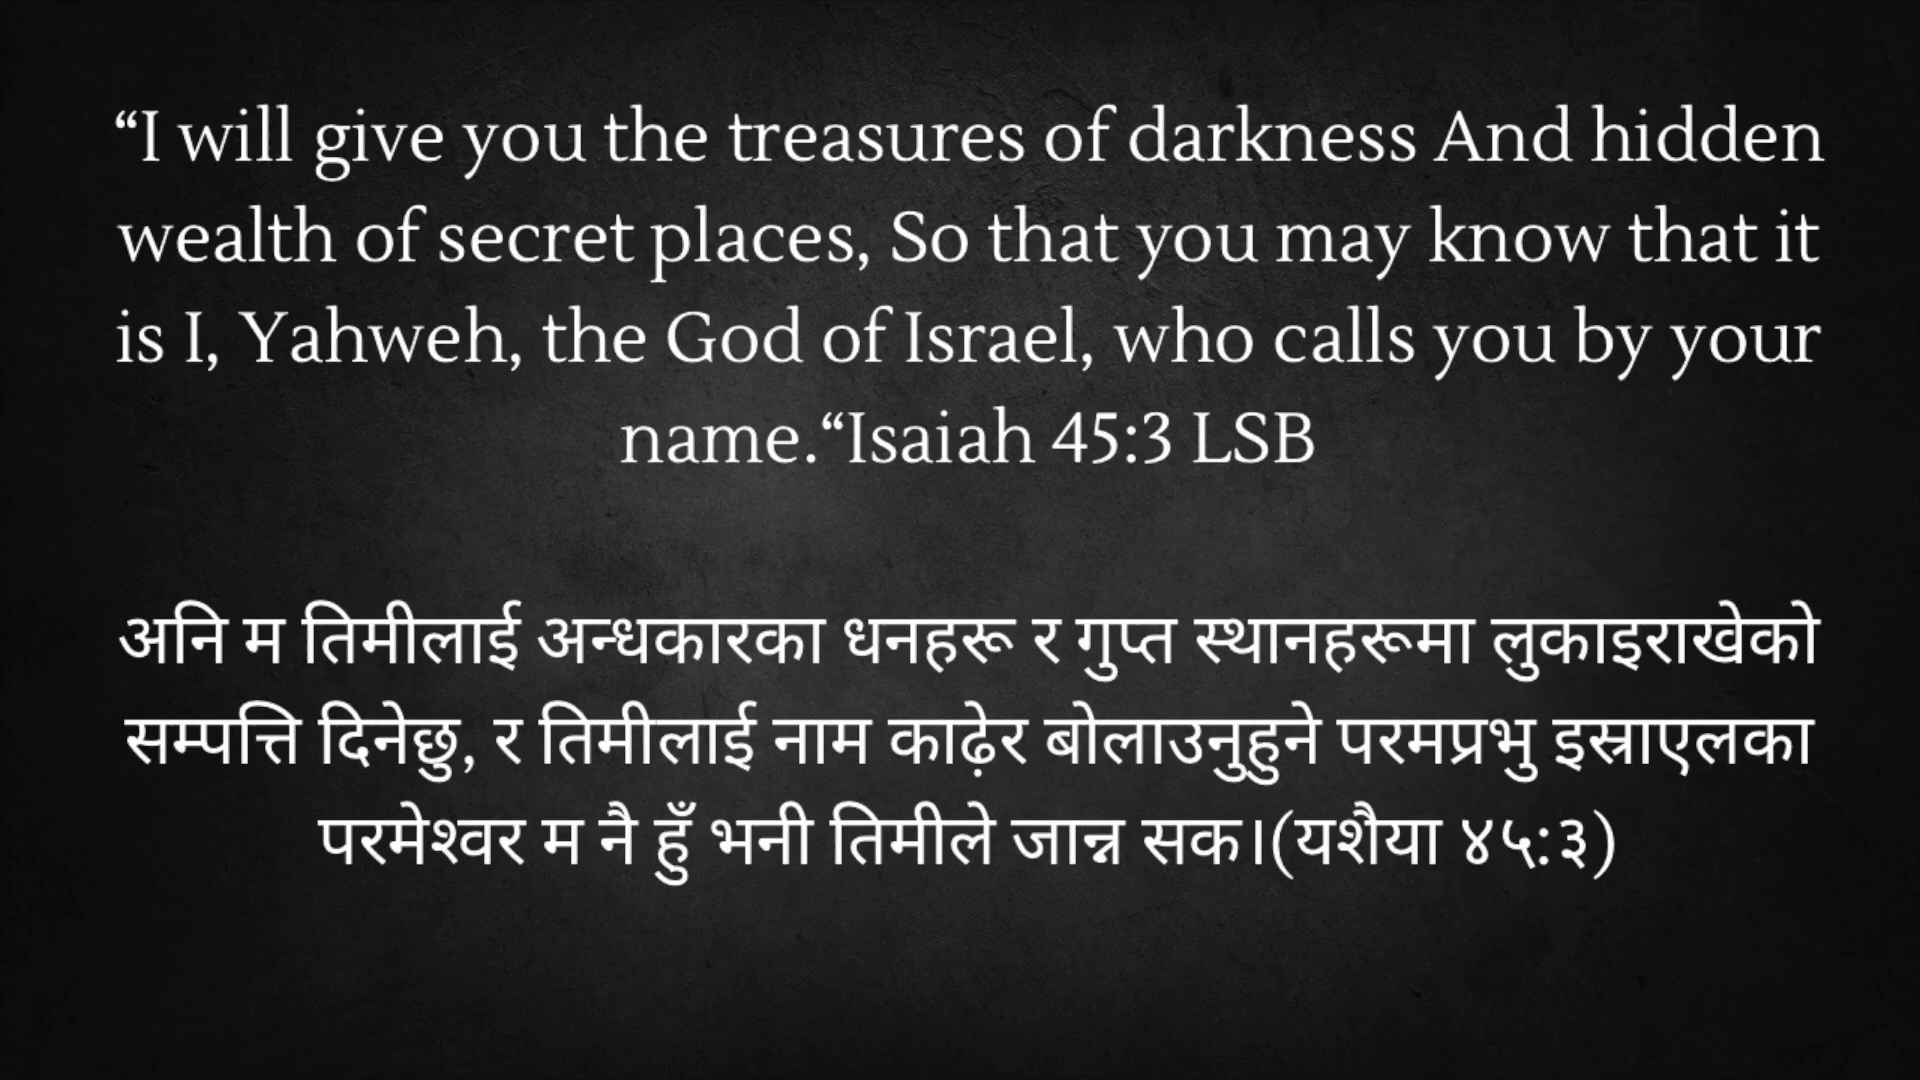 “I will give you the treasures of darkness And hidden
wealth of secret places, So that you may know that it
is I, Yahweh, the God of Israel, who calls you by your
name.“Isaiah 45:3 LSB
अनि म तिमीलाई अन्धकारका धनहरू र गुप्त स्थानहरूमा लुकाइराखेको
सम्पत्ति दिनेछु, र तिमीलाई नाम काढ़ेर बोलाउनुहुने परमप्रभु इस्राएलका
परमेश्वर म नै हुँ भनी तिमीले जान्न सक।(यशैया ४५:३)